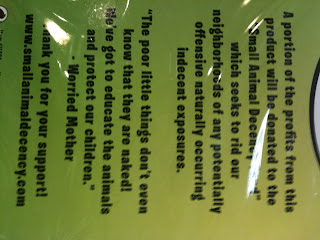 A portion of the profits from this
product will be donated to the
"Small Animal Decency
which seeks to rid our
neighborhoods of any potentially
offensive naturally occurring
indecent exposures.
"The poor little things don't even
know that they are naked!
We've got to educate the animals
and protect our children."
- Worried Mother
Thank you for your support!
www.smallanimaldecency.com